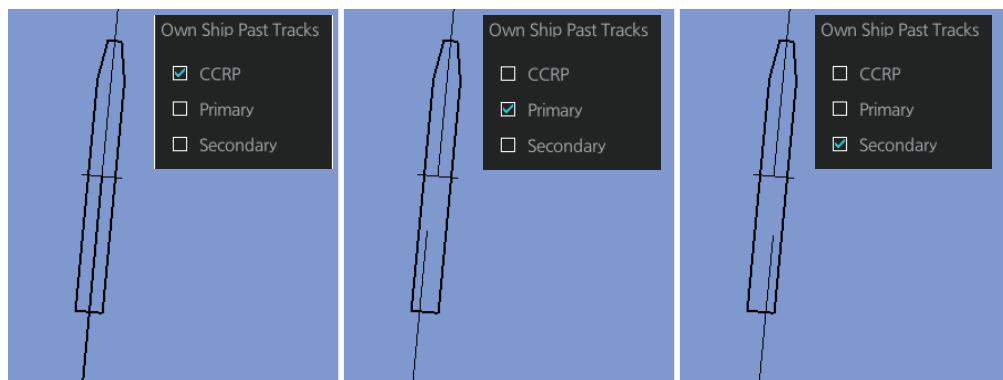 Own Ship Past Tracks
CCRP
Primary
Secondary
Own Ship Past Tracks
CCRP
Primary
Secondary
Own Ship Past Tracks
CCRP
Primary
Secondary